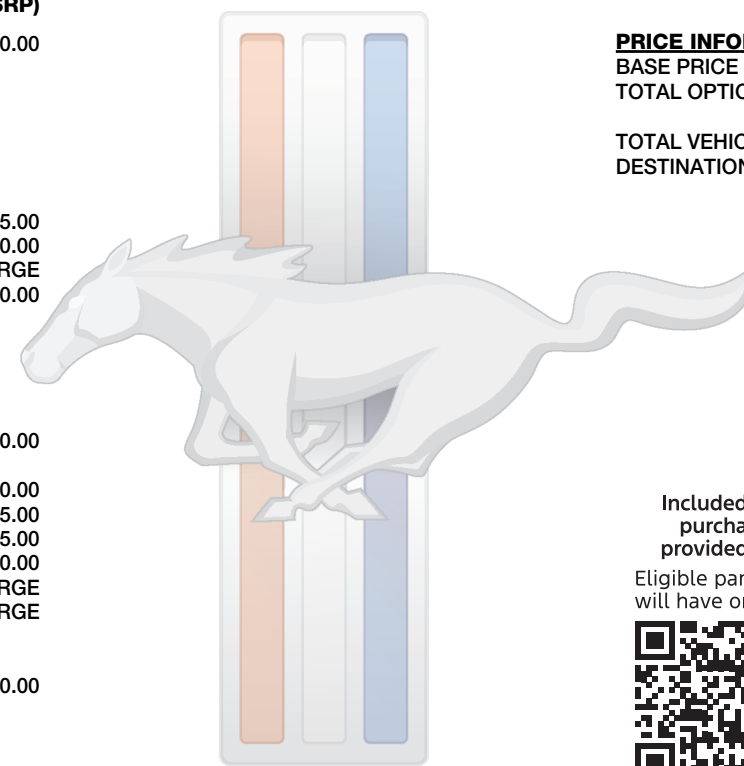 SRP)
0.00
5.00
0.00
RGE
0.00
0.00
0.00
5.00
5.00
0.00
RGE
RGE
0.00
PRICE INFO
BASE PRICE
TOTAL OPTIO
TOTAL VEHIC
DESTINATION
Included
purcha
provided
Eligible par
will have o